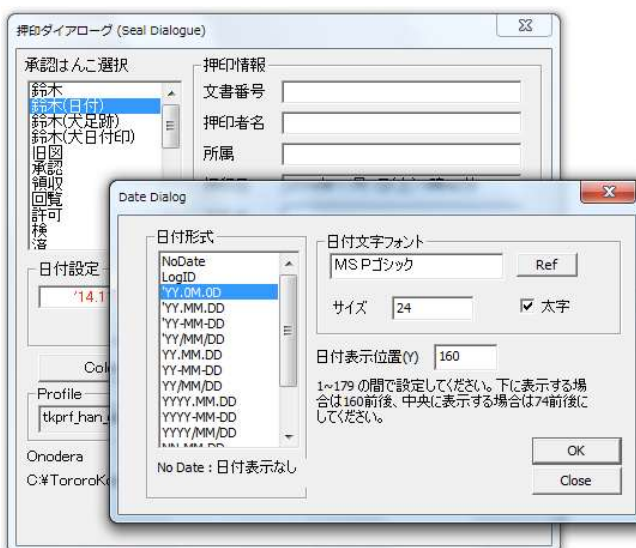 押印ダイアローグ (Seal Dialogue)
承認はんこ選択
鈴木
鈴木(日付)
鈴木(犬足跡)
鈴木(犬日付印)
旧図
承認
領収
回覧
許可
検
済
押印情報
文書番号
押印者名
所属
日付設定
'14.1
Profile
Onodera
Date Dialog
日付形式
NoDate
LogID
'YY.0M.0D
'YY.MM.DD
'YY-MM-DD
'YY/MM/DD
YY.MM.DD
YY-MM-DD
YY/MM/DD
YYYY.MM.DD
YYYY-MM-DD
YYYY/MM/DD
No Date : 日付表示なし
日付文字フォント
MS Pゴシック
Ref
サイズ 24
太字
日付表示位置(Y) 160
1~179 の間で設定してください。下に表示する場
合は160前後、中央に表示する場合は74前後に
してください。
OK
Close